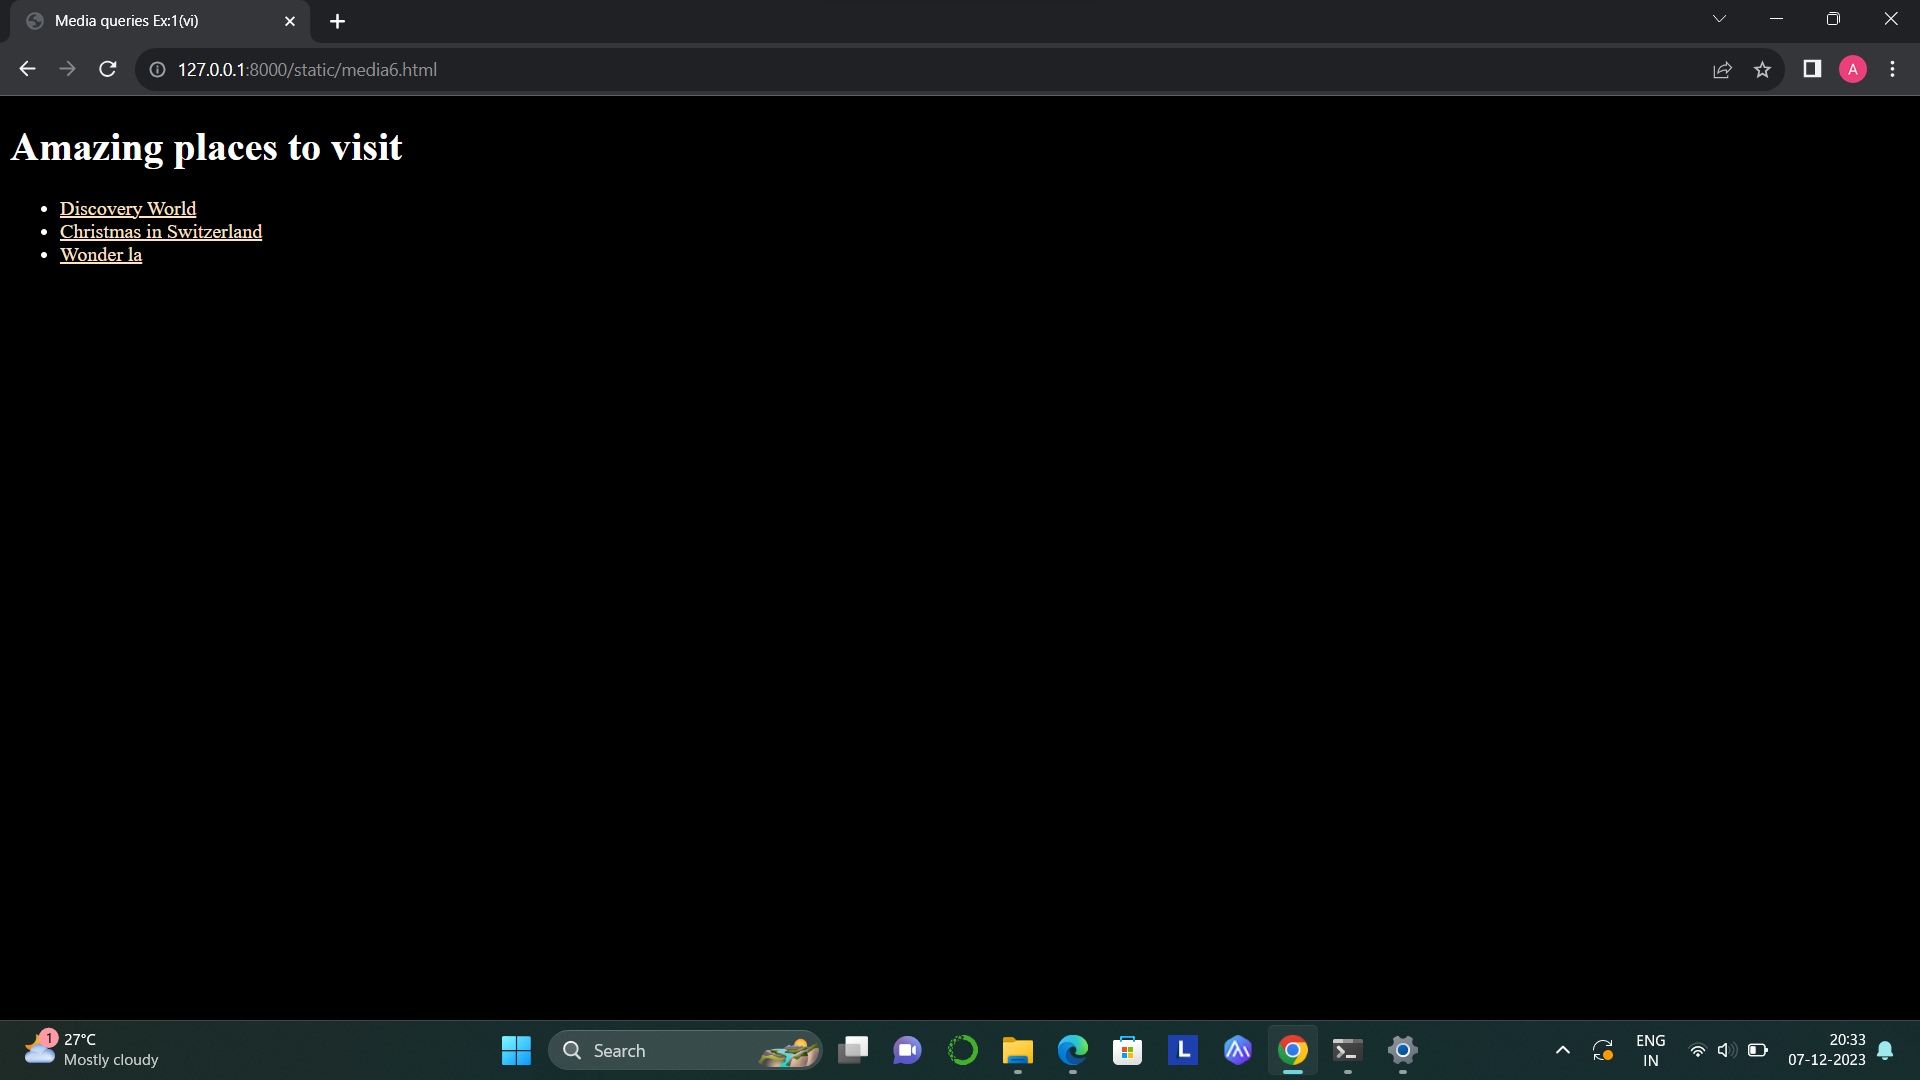 Media queries Ex:1(vi)
127.0.0.1:8000/static/media6.html
A
Amazing places to visit
Discovery World
Christmas in Switzerland
Wonder la
1
27°C
Mostly cloudy
Search
L
ENG
IN
20:33
07-12-2023